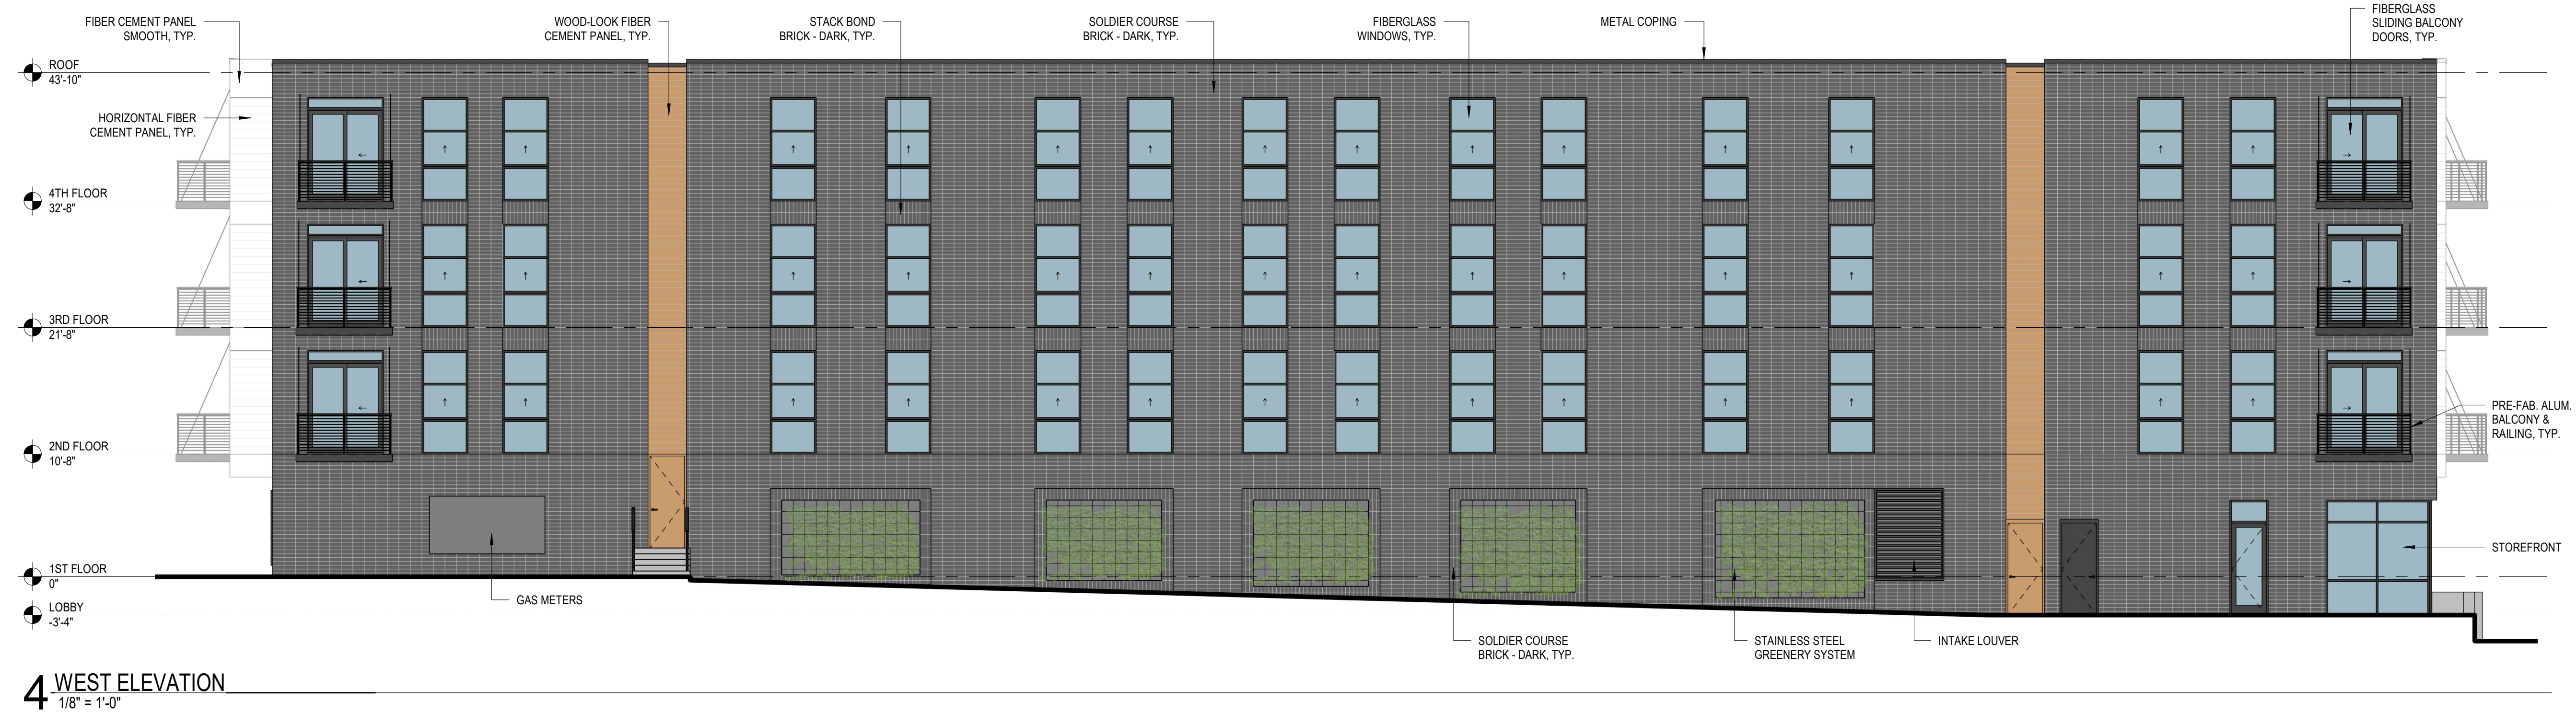 FIBER CEMENT PANEL
SMOOTH, TYP.
WOOD-LOOK FIBER
CEMENT PANEL, TYP.
STACK BOND
BRICK - DARK, TYP.
SOLDIER COURSE
BRICK - DARK, TYP.
FIBERGLASS
WINDOWS, TYP.
METAL COPING
FIBERGLASS
SLIDING BALCONY
DOORS, TYP.
ROOF
43'-10"
HORIZONTAL FIBER
CEMENT PANEL, TYP.
4TH FLOOR
32'-8"
3RD FLOOR
21'-8"
PRE-FAB. ALUM.
BALCONY &
RAILING, TYP.
2ND FLOOR
10'-8"
STOREFRONT
1ST FLOOR
0"
GAS METERS
LOBBY
-3'-4"
SOLDIER COURSE
BRICK - DARK, TYP.
STAINLESS STEEL
GREENERY SYSTEM
INTAKE LOUVER
4 WEST ELEVATION
1/8" = 1'-0"